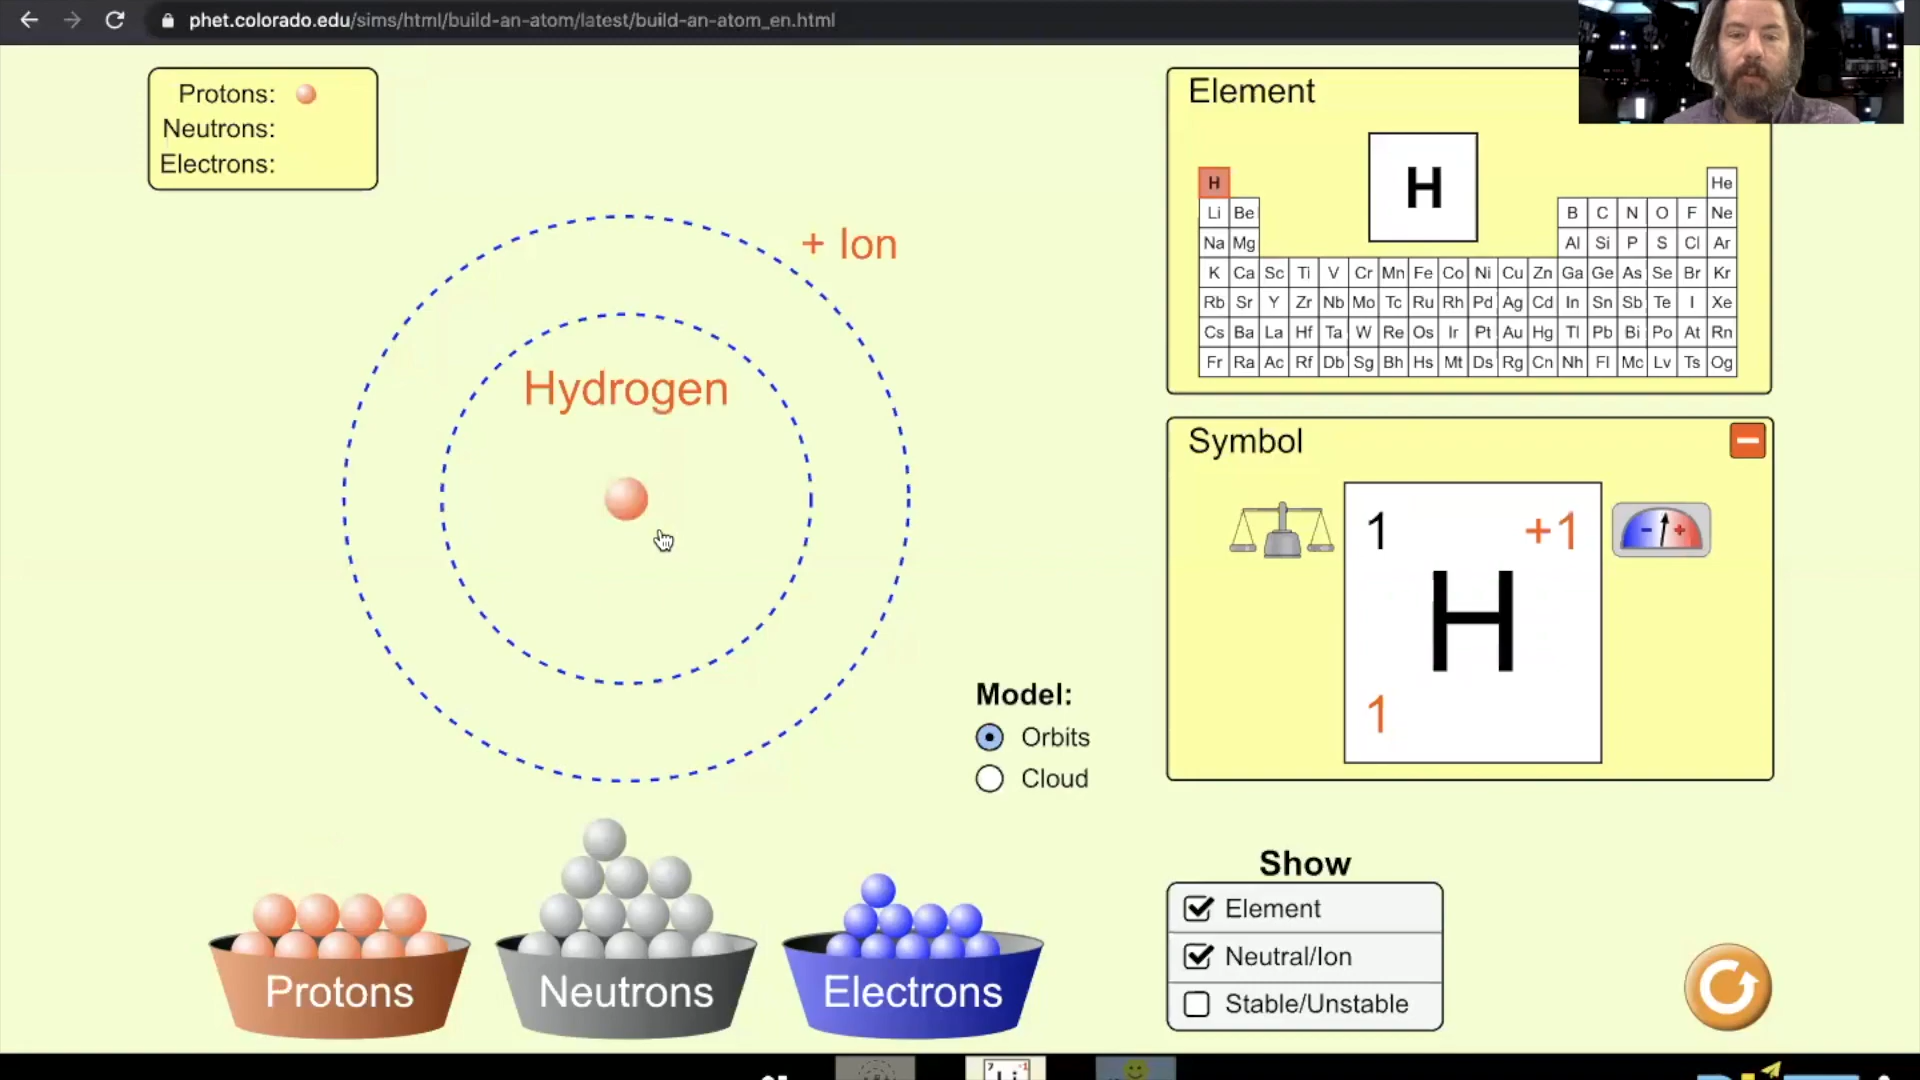 phet.colorado.edu/sims/html/build-an-atom/latest/build-an-atom_en.html
Protons:
Neutrons:
Electrons:
+ Ion
Hydrogen
Element
H
H He
Li Be B C N O F Ne
Na Mg Al Si P S Cl Ar
K Ca Sc Ti V Cr Mn Fe Co Ni Cu Zn Ga Ge As Se Br Kr
Rb Sr Y Zr Nb Mo Tc Ru Rh Pd Ag Cd In Sn Sb Te I Xe
Cs Ba La Hf Ta W Re Os Ir Pt Au Hg Tl Pb Bi Po At Rn
Fr Ra Ac Rf Db Sg Bh Hs Mt Ds Rg Cn Nh Fl Mc Lv Ts Og
Symbol
1 +1
- +
H
1
Model:
Orbits
Cloud
Protons
Neutrons
Electrons
Show
Element
Neutral/Ion
Stable/Unstable
7 -1
Li